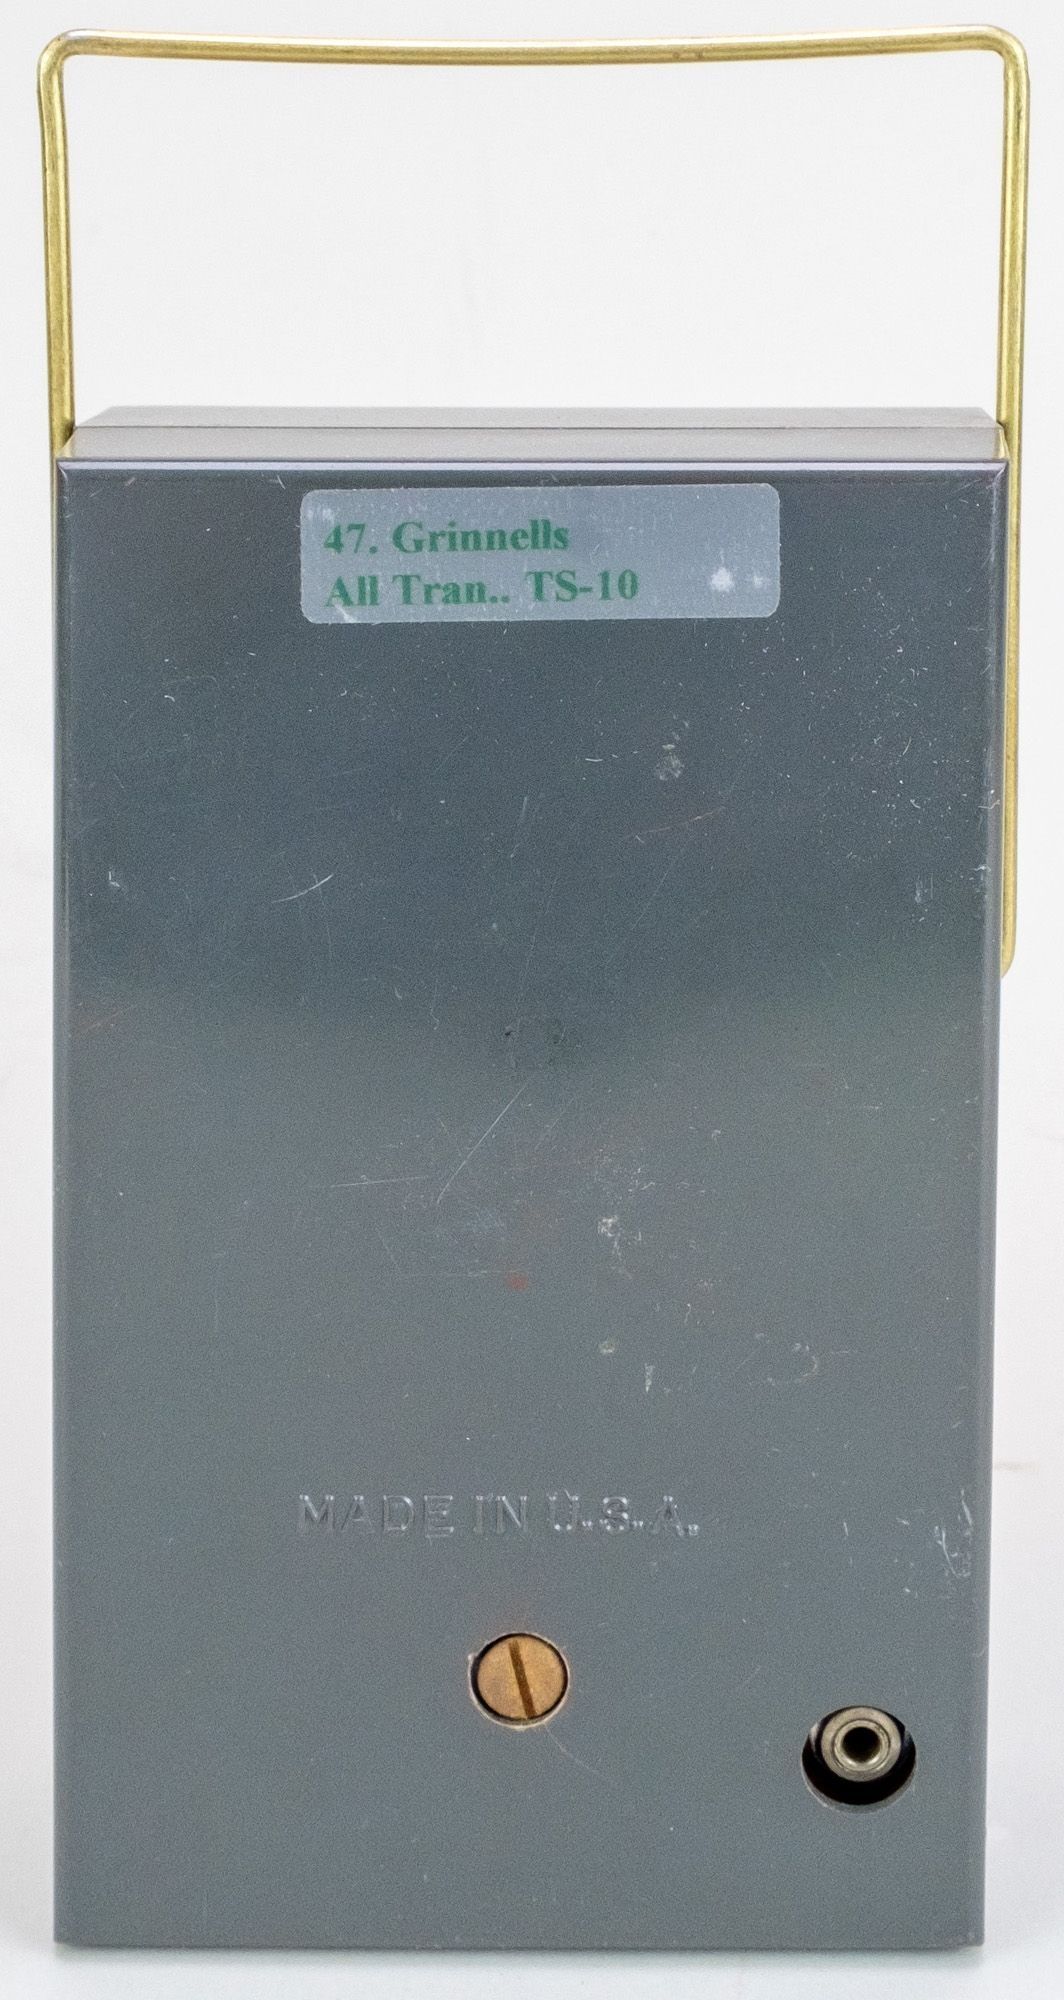 47. Grinnells
All Tran.. TS-10
MADE IN U.S.A.